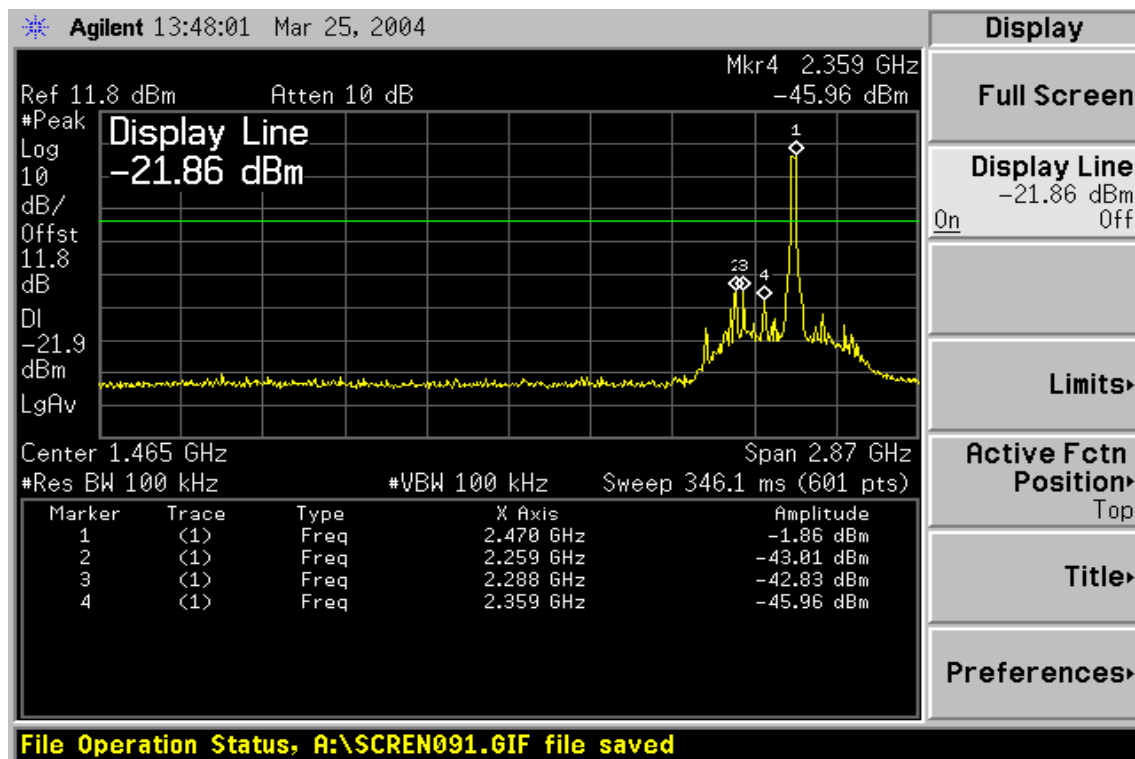 Agilent 13:48:01 Mar 25, 2004
Display
Mkr4 2.359 GHz
Ref 11.8 dBm Atten 10 dB -45.96 dBm
#Peak
Log
10
dB/
Offst
11.8
dB
DI
-21.9
dBm
LgAv
Display Line
-21.86 dBm
1
23
4
Center 1.465 GHz Span 2.87 GHz
#Res BW 100 kHz #VBW 100 kHz Sweep 346.1 ms (601 pts)
Marker Trace Type X Axis Amplitude
1 (1) Freq 2.470 GHz -1.86 dBm
2 (1) Freq 2.259 GHz -43.01 dBm
3 (1) Freq 2.288 GHz -42.83 dBm
4 (1) Freq 2.359 GHz -45.96 dBm
Full Screen
Display Line
-21.86 dBm
On Off
Limits
Active Fctn
Position
Top
Title
Preferences
File Operation Status, A:\SCREN091.GIF file saved